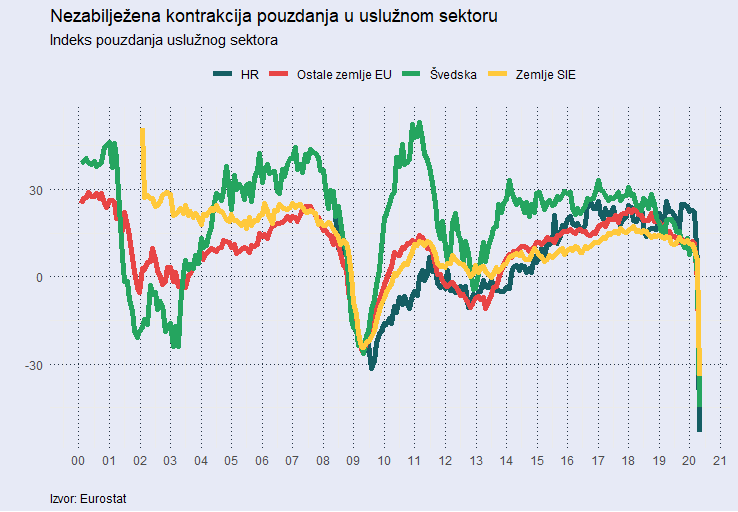 Nezabilježena kontrakcija pouzdanja u uslužnom sektoru
Indeks pouzdanja uslužnog sektora
HR Ostale zemlje EU Švedska Zemlje SIE
30
0
-30
00 01 02 03 04 05 06 07 08 09 10 11 12 13 14 15 16 17 18 19 20 21
Izvor: Eurostat